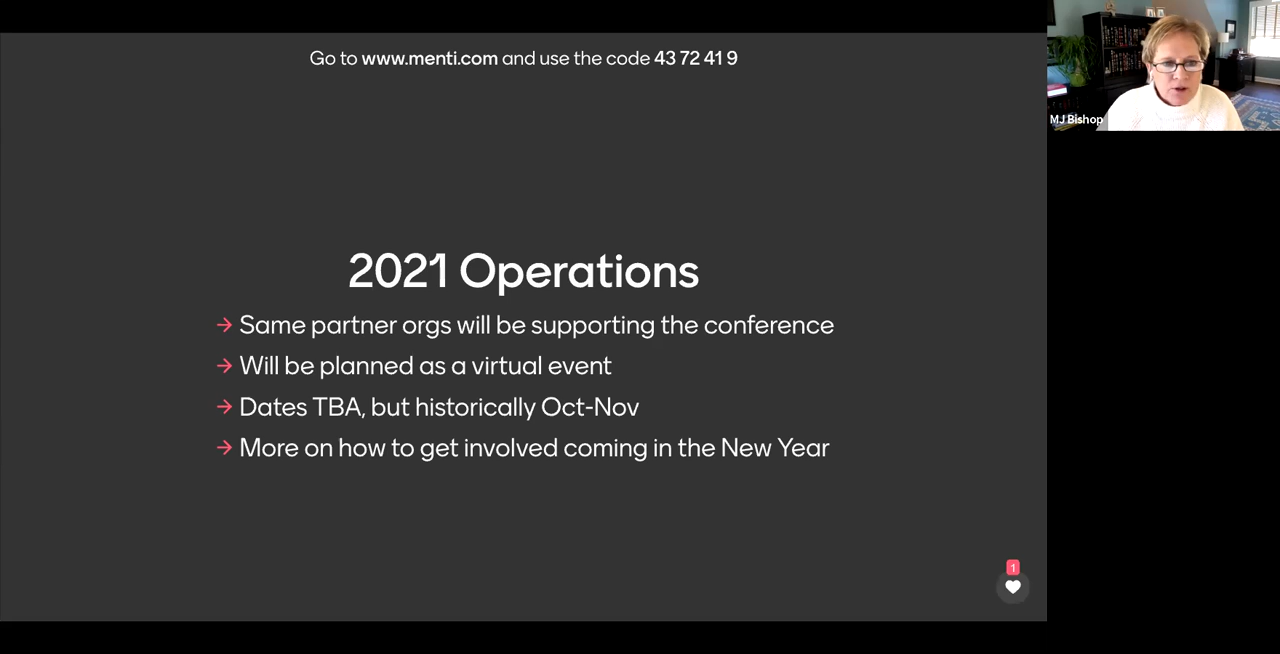 Go to www.menti.com and use the code 43 72 41 9
MJ Bishop
2021 Operations
→ Same partner orgs will be supporting the conference
→ Will be planned as a virtual event
→ Dates TBA, but historically Oct-Nov
→ More on how to get involved coming in the New Year
1